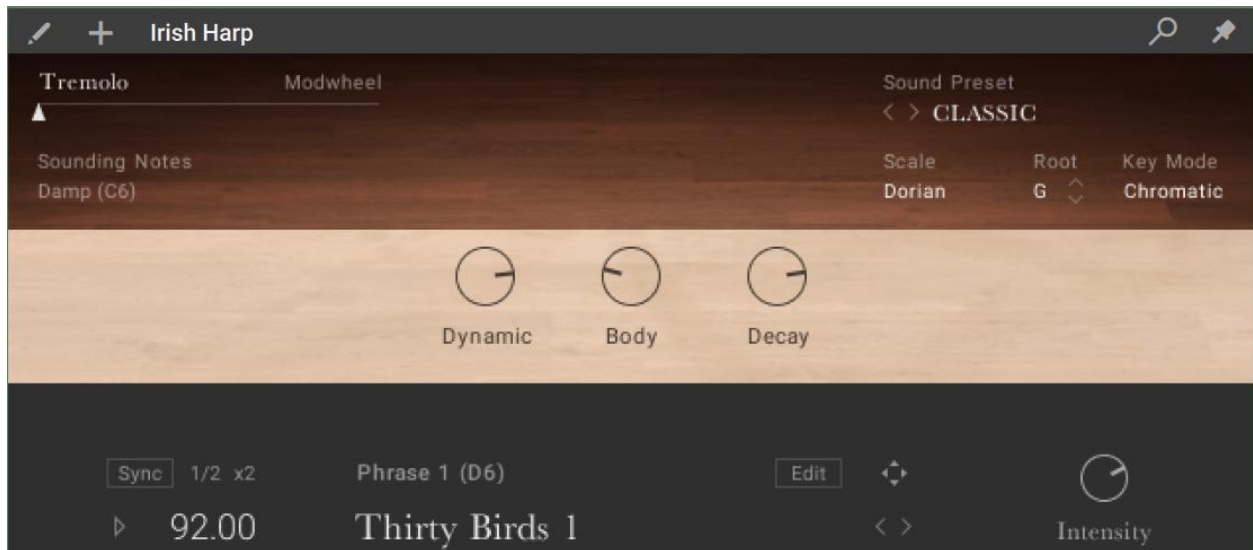 Irish Harp
Tremolo Modwheel Sound Preset
CLASSIC
Sounding Notes Scale Root Key Mode
Damp (C6) Dorian G Chromatic
Dynamic Body Decay
Sync 1/2 x2 Phrase 1 (D6) Edit
92.00 Thirty Birds 1 Intensity